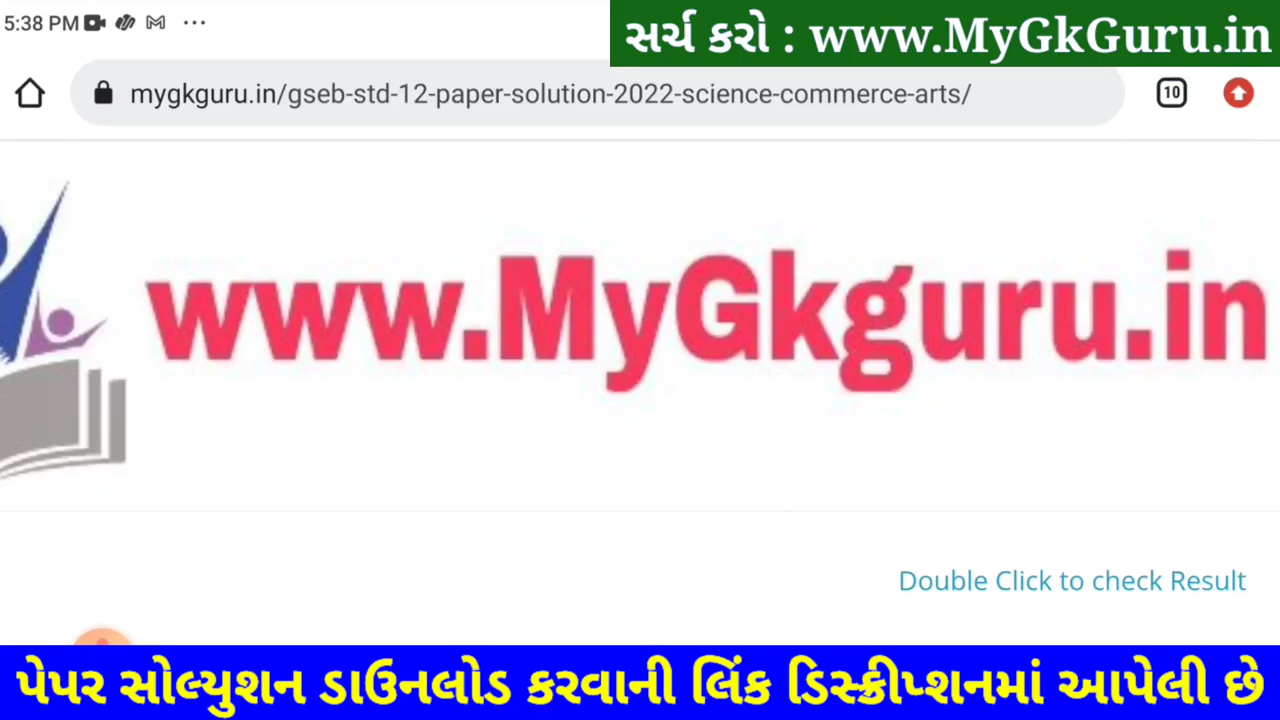 5:38 PM
સર્ચ કરો : www.MyGkGuru.in
mygkguru.in/gseb-std-12-paper-solution-2022-science-commerce-arts/
10
www.MyGkguru.in
Double Click to check Result
પેપર સોલ્યુશન ડાઉનલોડ કરવાની લિંક ડિસ્ક્રીપ્શનમાં આપેલી છે